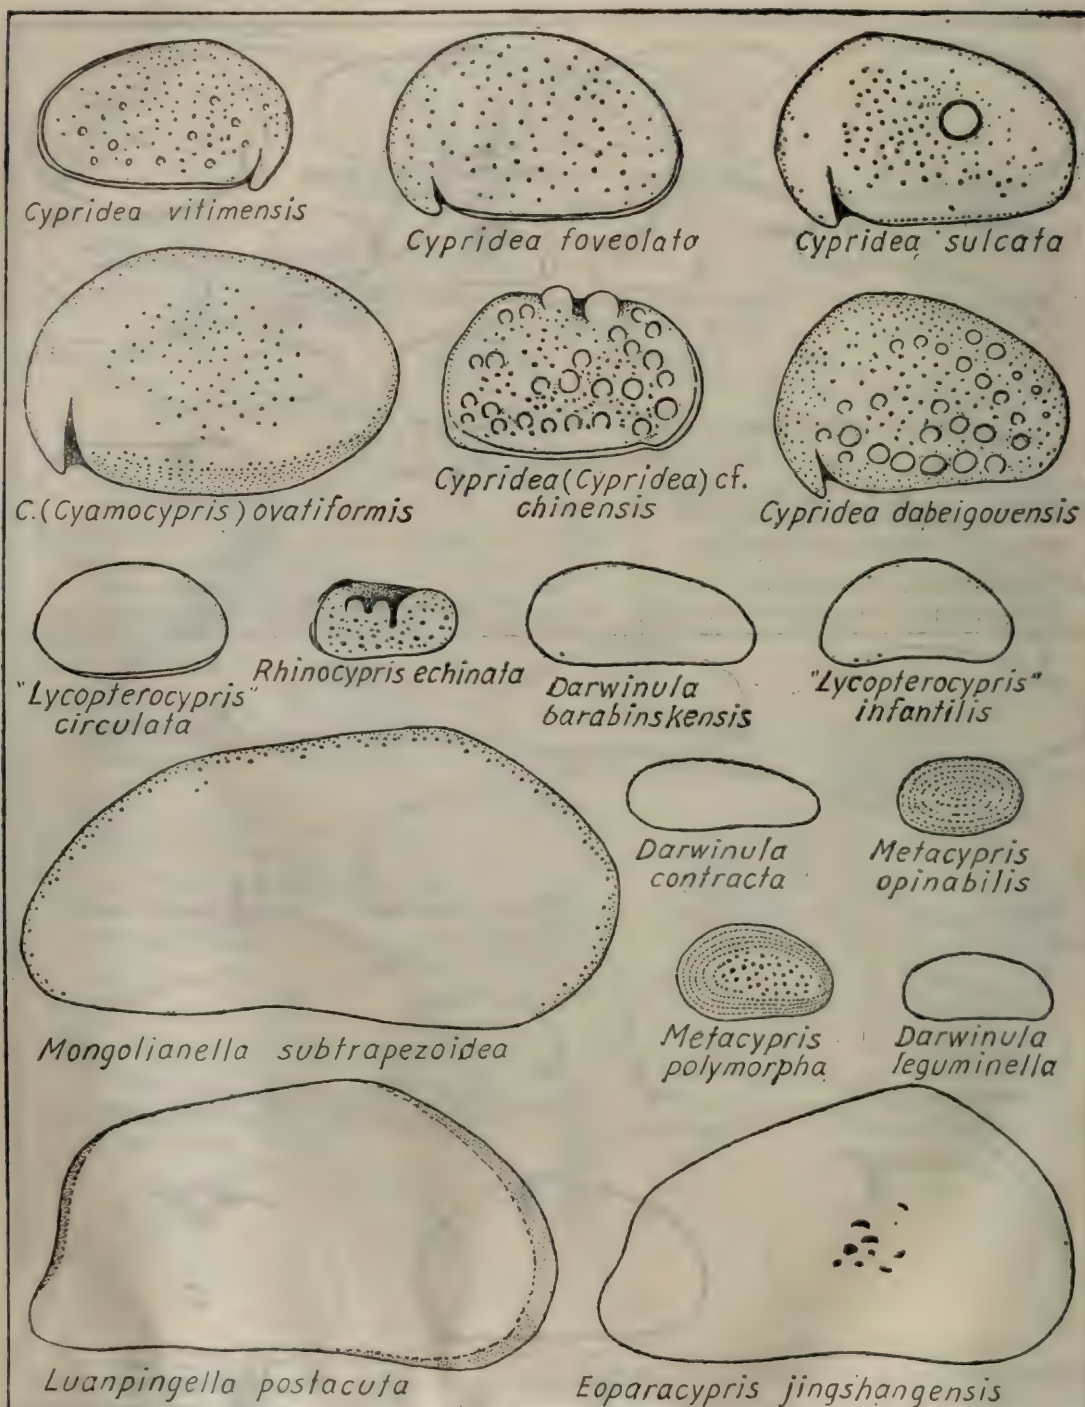 Cypridea vitimensis
Cypridea foveolata
Cypridea sulcata
C.(Cyamocypris) ovatiformis
Cypridea (Cypridea) cf.
chinensis
Cypridea dabeigouensis
"Lycopterocypris"
circulata
Rhinocypris echinata
Darwinula
barabinskensis
"Lycopterocypris"
infantilis
Darwinula
contracta
Metacypris
opinabilis
Mongolianella subtrapezoidea
Metacypris
polymorpha
Darwinula
leguminella
Luanpingella postacuta
Eoparacypris jingshangensis